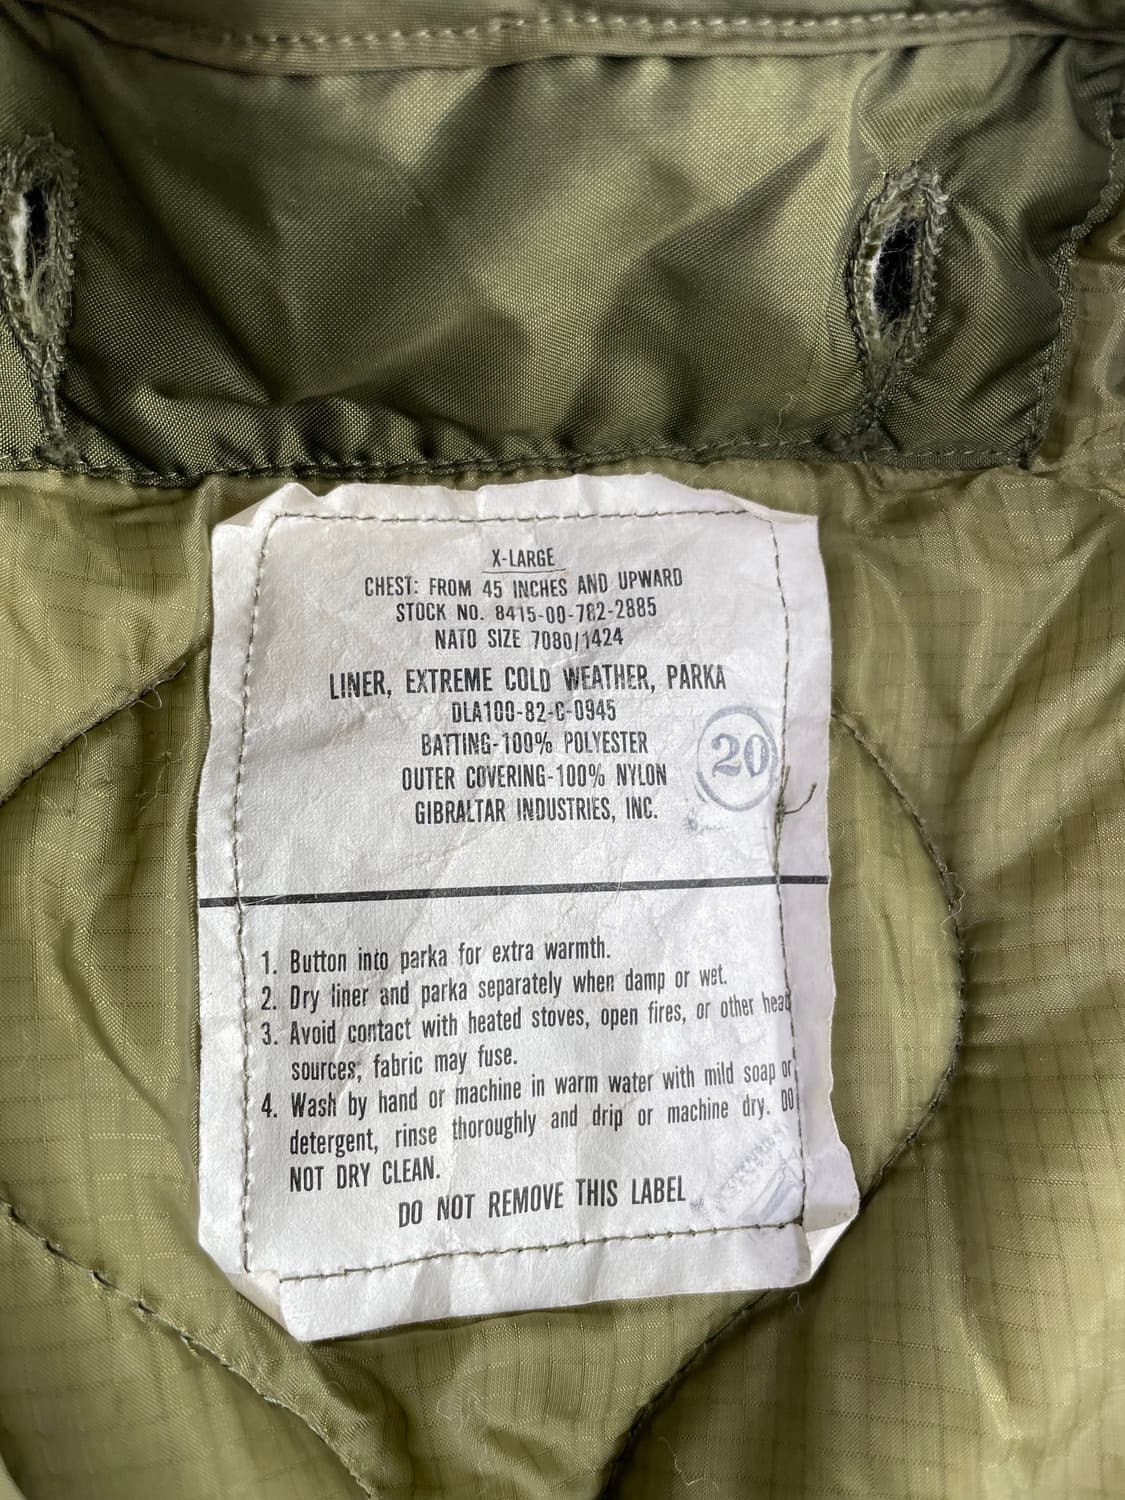 X-LARGE
CHEST: FROM 45 INCHES AND UPWARD
STOCK NO. 8415-00-782-2885
NATO SIZE 7080/1424
LINER, EXTREME COLD WEATHER, PARKA
DLA100-82-C-0945
BATTING-100% POLYESTER
OUTER COVERING-100% NYLON
GIBRALTAR INDUSTRIES, INC.
20
1. Button into parka for extra warmth.
2. Dry liner and parka separately when damp or wet.
3. Avoid contact with heated stoves, open fires, or other heat
sources; fabric may fuse.
4. Wash by hand or machine in warm water with mild soap or
detergent, rinse thoroughly and drip or machine dry. DO
NOT DRY CLEAN.
DO NOT REMOVE THIS LABEL